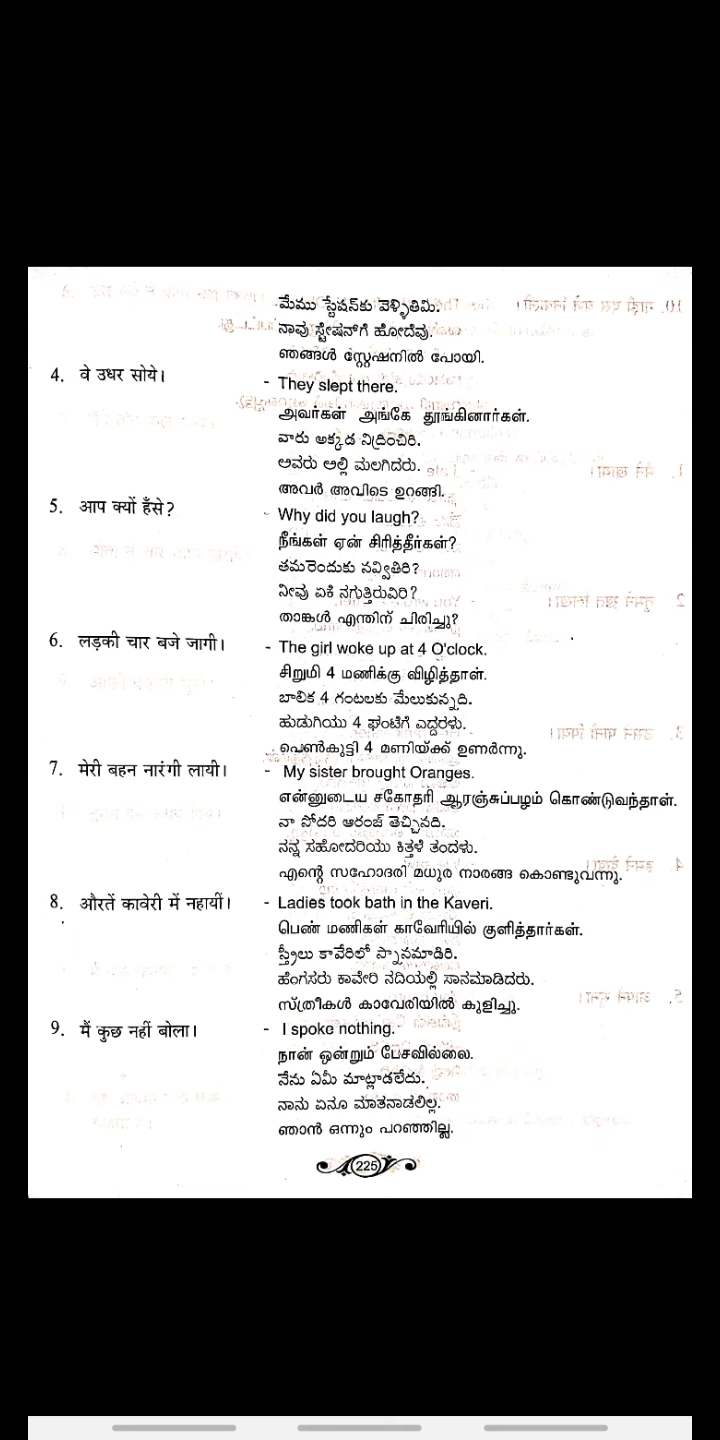 మేము స్టేషన్‌కు వెళ్ళితిమి.
ನಾವು ಸ್ಟೇಷನ್‌ಗೆ ಹೋದೆವು.
ഞങ്ങൾ സ്റ്റേഷനിൽ പോയി.
4. वे उधर सोये। - They slept there.
அவர்கள் அங்கே தூங்கினார்கள்.
వారు అక్కడ నిద్రించిరి.
ಅವರು ಅಲ್ಲಿ ಮಲಗಿದರು.
അവർ അവിടെ ഉറങ്ങി.
5. आप क्यों हँसे? - Why did you laugh?
நீங்கள் ஏன் சிரித்தீர்கள்?
తమరెందుకు నవ్వితిరి?
ನೀವು ಏಕೆ ನಗುತ್ತಿರುವಿರಿ?
താങ്കൾ എന്തിന് ചിരിച്ചു?
6. लड़की चार बजे जागी। - The girl woke up at 4 O'clock.
சிறுமி 4 மணிக்கு விழித்தாள்.
బాలిక 4 గంటలకు మేలుకున్నది.
ಹುಡುಗಿಯು 4 ಘಂಟೆಗೆ ಎದ್ದರಳು.
പെൺകുട്ടി 4 മണിയ്ക്ക് ഉണർന്നു.
7. मेरी बहन नारंगी लायी। - My sister brought Oranges.
என்னுடைய சகோதரி ஆரஞ்சுப்பழம் கொண்டுவந்தாள்.
నా సోదరి ఆరంజ్ తెచ్చినది.
ನನ್ನ ಸಹೋದರಿಯು ಕಿತ್ತಳೆ ತಂದಳು.
എന്റെ സഹോദരി മധുര നാരങ്ങ കൊണ്ടുവന്നു.
8. औरतें कावेरी में नहायीं। - Ladies took bath in the Kaveri.
பெண் மணிகள் காவேரியில் குளித்தார்கள்.
స్త్రీలు కావేరిలో స్నానమాడిరి.
ಹೆಂಗಸರು ಕಾವೇರಿ ನದಿಯಲ್ಲಿ ಸಾನಮಾಡಿದರು.
സ്ത്രീകൾ കാവേരിയിൽ കുളിച്ചു.
9. मैं कुछ नहीं बोला। - I spoke nothing.
நான் ஒன்றும் பேசவில்லை.
నేను ఏమీ మాట్లాడలేదు.
ನಾನು ಏನೂ ಮಾತನಾಡಲಿಲ್ಲ.
ഞാൻ ഒന്നും പറഞ്ഞില്ല.
225